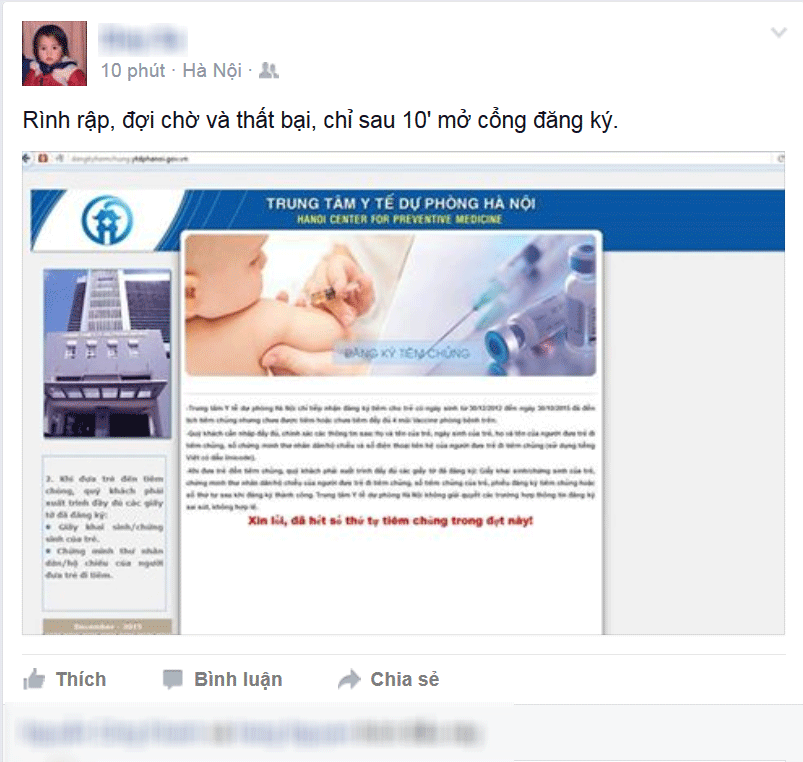 10 phút · Hà Nội ·
Rình rập, đợi chờ và thất bại, chỉ sau 10' mở cổng đăng ký.
dangkytiemchung.ytdphanoi.gov.vn
TRUNG TÂM Y TẾ DỰ PHÒNG HÀ NỘI
HANOI CENTER FOR PREVENTIVE MEDICINE
ĐĂNG KÝ TIÊM CHỦNG
-Trung tâm Y tế dự phòng Hà Nội chỉ tiếp nhận đăng ký tiêm cho trẻ có ngày sinh từ 30/12/2012 đến ngày 30/10/2015 đã đến
lịch tiêm chủng nhưng chưa được tiêm hoặc chưa tiêm đầy đủ 4 mũi Vaccine phòng bệnh trên.
-Quý khách cần nhập đầy đủ, chính xác các thông tin sau: họ và tên của trẻ, ngày sinh của trẻ, họ và tên của người đưa trẻ đi
tiêm chủng, số chứng minh thư nhân dân/hộ chiếu và số điện thoại liên hệ của người đưa trẻ đi tiêm chủng (sử dụng tiếng
Việt có dấu Unicode).
-Khi đưa trẻ đến tiêm chủng, quý khách phải xuất trình đầy đủ các giấy tờ đã đăng ký: Giấy khai sinh/chứng sinh của trẻ,
chứng minh thư nhân dân/hộ chiếu của người đưa trẻ đi tiêm chủng, sổ tiêm chủng của trẻ, phiếu đăng ký tiêm chủng hoặc
số thứ tự sau khi đăng ký thành công. Trung tâm Y tế dự phòng Hà Nội không giải quyết các trường hợp thông tin đăng ký
sai sót, không hợp lệ.
Xin lỗi, đã hết số thứ tự tiêm chủng trong đợt này!
2. Khi đưa trẻ đến tiêm
chủng, quý khách phải
xuất trình đầy đủ các giấy
tờ đã đăng ký:
Giấy khai sinh/chứng
sinh của trẻ.
Chứng minh thư nhân
dân/hộ chiếu của người
đưa trẻ đi tiêm.
December - 2015
Thích Bình luận Chia sẻ